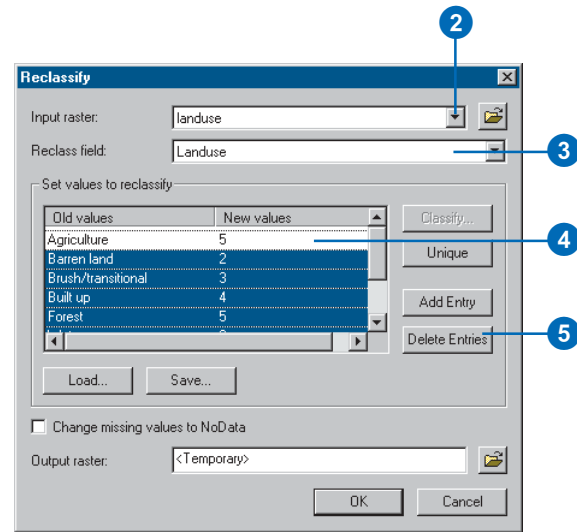 2
Reclassify
Input raster: landuse
3
Reclass field: Landuse
Set values to reclassify
Old values New values Classify...
4
Agriculture 5
Barren land 2 Unique
Brush/transitional 3
Built up 4 Add Entry
Forest 5
5
Delete Entries
Load... Save...
Change missing values to NoData
Output raster: <Temporary>
OK Cancel